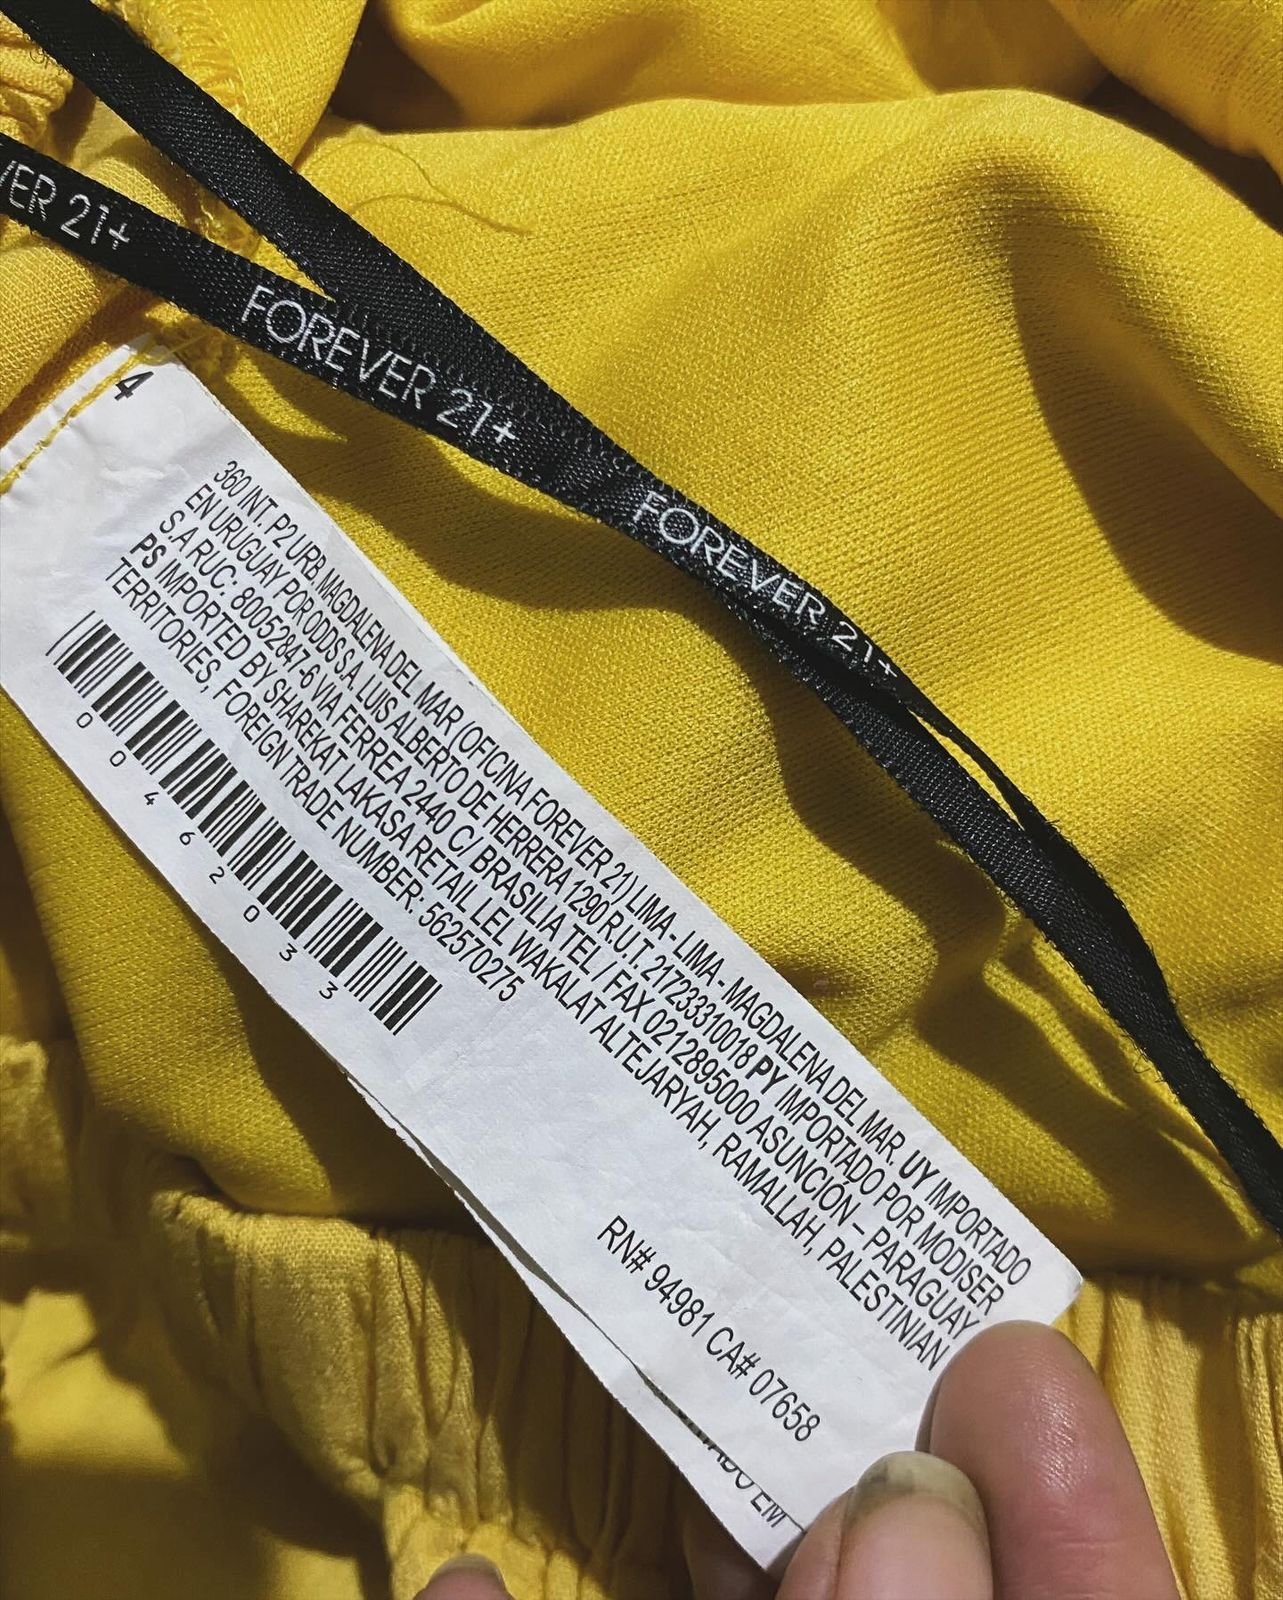 VER 21+
FOREVER 21+
FOREVER 21+
4
360 INT. P2 URB. MAGDALENA DEL MAR (OFICINA FOREVER 21) LIMA - LIMA - MAGDALENA DEL MAR. UY IMPORTADO
EN URUGUAY POR ODDS S.A. LUIS ALBERTO DE HERRERA 1290 R.U.T. 217233310018 PY IMPORTADO POR MODISER
S.A RUC: 80052847-6 VIA FERREA 2440 C/ BRASILIA TEL / FAX 0212895000 ASUNCIÓN – PARAGUAY
PS IMPORTED BY SHAREKAT LAKASA RETAIL LEL WAKALAT ALTEJARYAH, RAMALLAH, PALESTINIAN
TERRITORIES, FOREIGN TRADE NUMBER: 562570275
00462033
RN# 94981 CA# 07658
EM